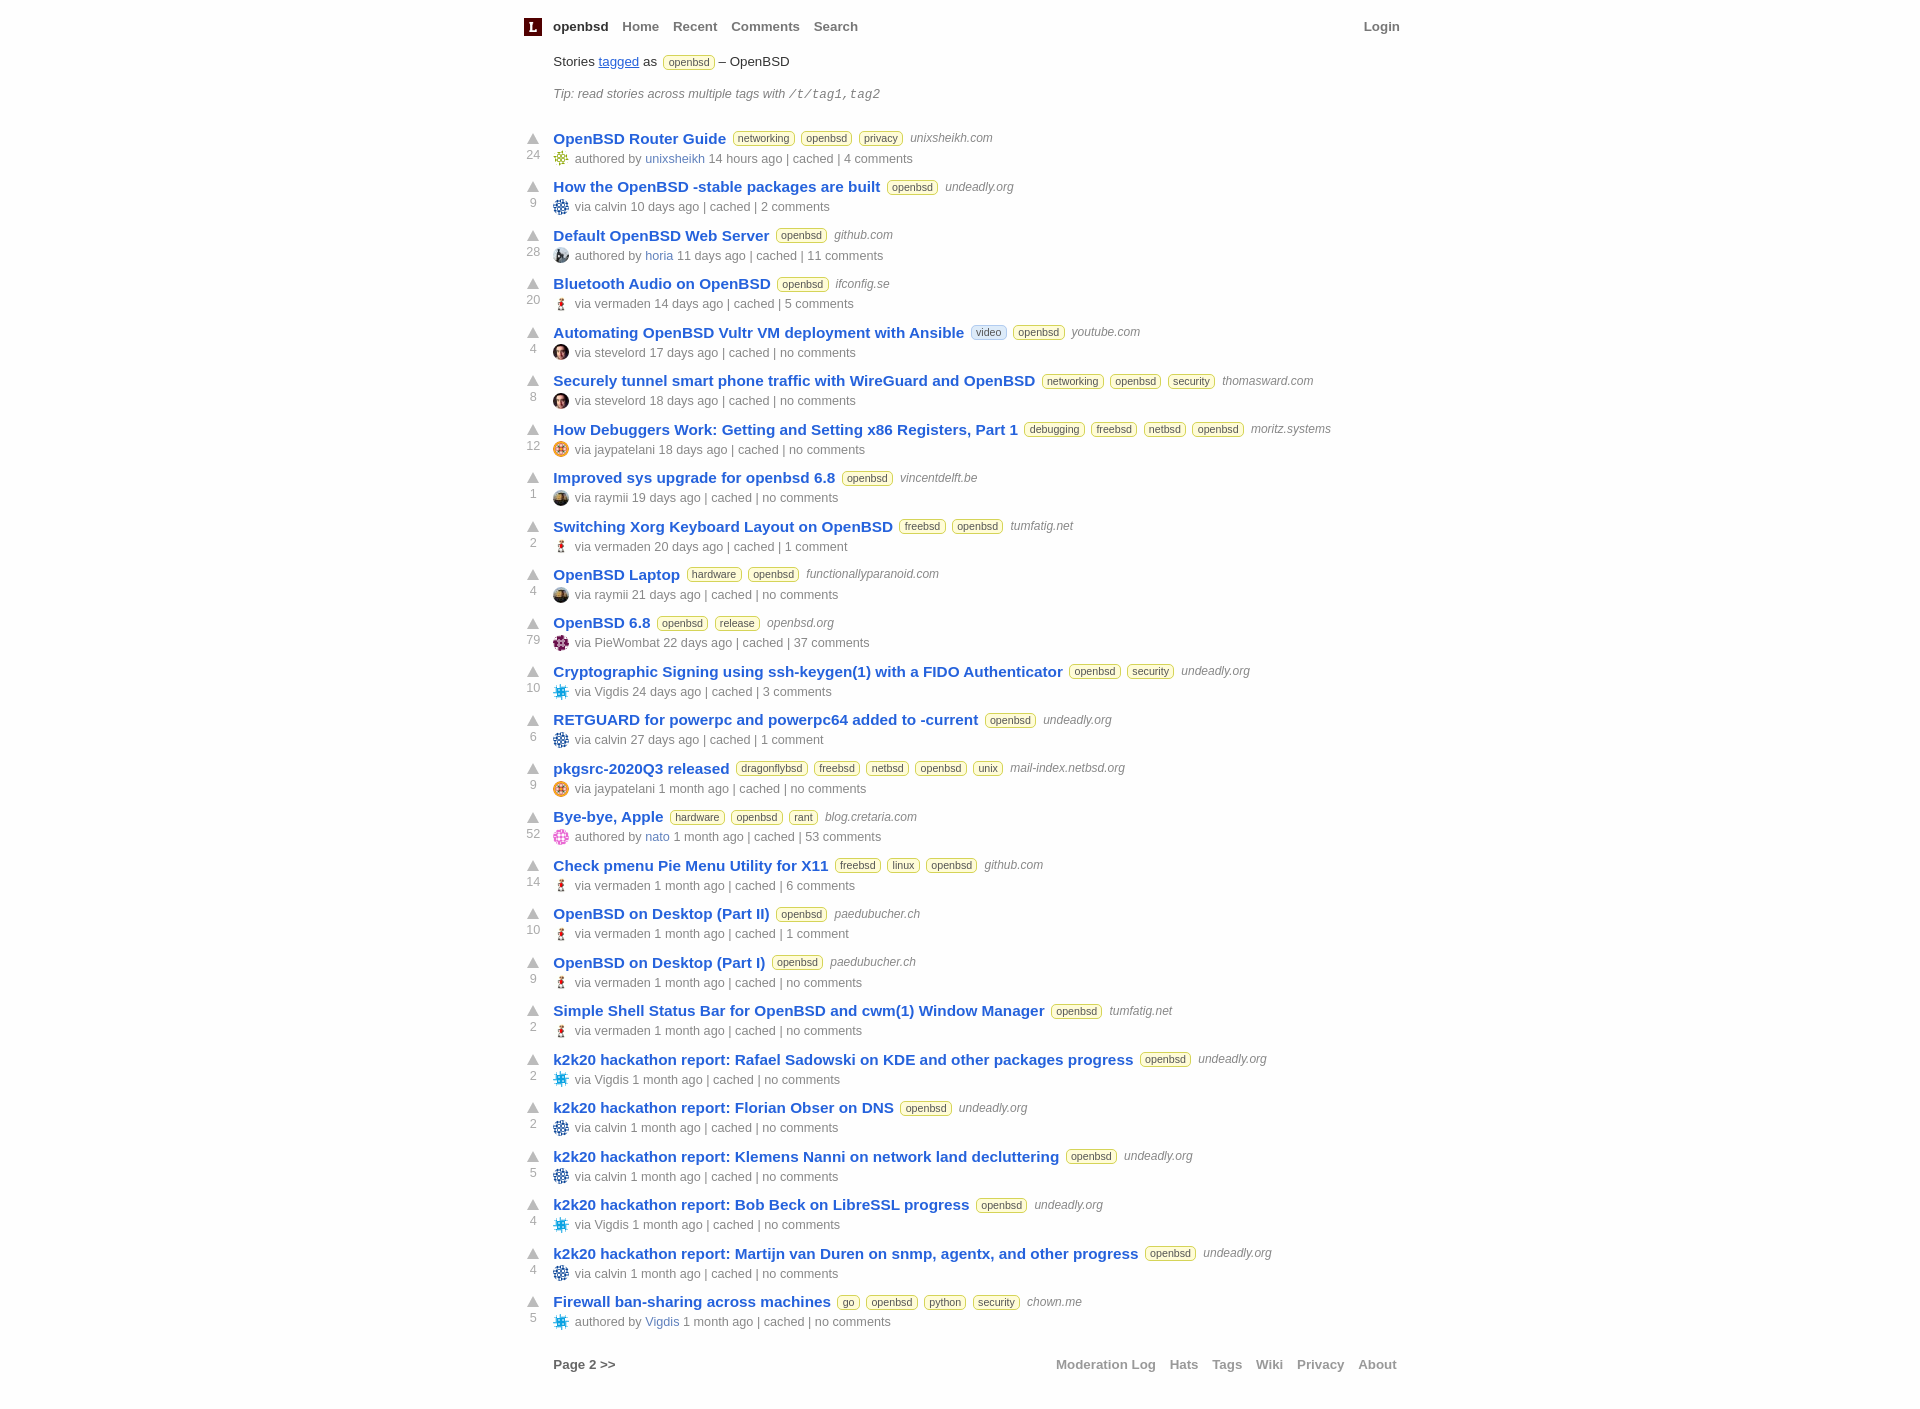 L openbsd Home Recent Comments Search Login
Stories tagged as openbsd – OpenBSD
Tip: read stories across multiple tags with /t/tag1,tag2
OpenBSD Router Guide networking openbsd privacy unixsheikh.com
24 authored by unixsheikh 14 hours ago | cached | 4 comments
How the OpenBSD -stable packages are built openbsd undeadly.org
9 via calvin 10 days ago | cached | 2 comments
Default OpenBSD Web Server openbsd github.com
28 authored by horia 11 days ago | cached | 11 comments
Bluetooth Audio on OpenBSD openbsd ifconfig.se
20 via vermaden 14 days ago | cached | 5 comments
Automating OpenBSD Vultr VM deployment with Ansible video openbsd youtube.com
4 via stevelord 17 days ago | cached | no comments
Securely tunnel smart phone traffic with WireGuard and OpenBSD networking openbsd security thomasward.com
8 via stevelord 18 days ago | cached | no comments
How Debuggers Work: Getting and Setting x86 Registers, Part 1 debugging freebsd netbsd openbsd moritz.systems
12 via jaypatelani 18 days ago | cached | no comments
Improved sys upgrade for openbsd 6.8 openbsd vincentdelft.be
1 via raymii 19 days ago | cached | no comments
Switching Xorg Keyboard Layout on OpenBSD freebsd openbsd tumfatig.net
2 via vermaden 20 days ago | cached | 1 comment
OpenBSD Laptop hardware openbsd functionallyparanoid.com
4 via raymii 21 days ago | cached | no comments
OpenBSD 6.8 openbsd release openbsd.org
79 via PieWombat 22 days ago | cached | 37 comments
Cryptographic Signing using ssh-keygen(1) with a FIDO Authenticator openbsd security undeadly.org
10 via Vigdis 24 days ago | cached | 3 comments
RETGUARD for powerpc and powerpc64 added to -current openbsd undeadly.org
6 via calvin 27 days ago | cached | 1 comment
pkgsrc-2020Q3 released dragonflybsd freebsd netbsd openbsd unix mail-index.netbsd.org
9 via jaypatelani 1 month ago | cached | no comments
Bye-bye, Apple hardware openbsd rant blog.cretaria.com
52 authored by nato 1 month ago | cached | 53 comments
Check pmenu Pie Menu Utility for X11 freebsd linux openbsd github.com
14 via vermaden 1 month ago | cached | 6 comments
OpenBSD on Desktop (Part II) openbsd paedubucher.ch
10 via vermaden 1 month ago | cached | 1 comment
OpenBSD on Desktop (Part I) openbsd paedubucher.ch
9 via vermaden 1 month ago | cached | no comments
Simple Shell Status Bar for OpenBSD and cwm(1) Window Manager openbsd tumfatig.net
2 via vermaden 1 month ago | cached | no comments
k2k20 hackathon report: Rafael Sadowski on KDE and other packages progress openbsd undeadly.org
2 via Vigdis 1 month ago | cached | no comments
k2k20 hackathon report: Florian Obser on DNS openbsd undeadly.org
2 via calvin 1 month ago | cached | no comments
k2k20 hackathon report: Klemens Nanni on network land decluttering openbsd undeadly.org
5 via calvin 1 month ago | cached | no comments
k2k20 hackathon report: Bob Beck on LibreSSL progress openbsd undeadly.org
4 via Vigdis 1 month ago | cached | no comments
k2k20 hackathon report: Martijn van Duren on snmp, agentx, and other progress openbsd undeadly.org
4 via calvin 1 month ago | cached | no comments
Firewall ban-sharing across machines go openbsd python security chown.me
5 authored by Vigdis 1 month ago | cached | no comments
Page 2 >> Moderation Log Hats Tags Wiki Privacy About